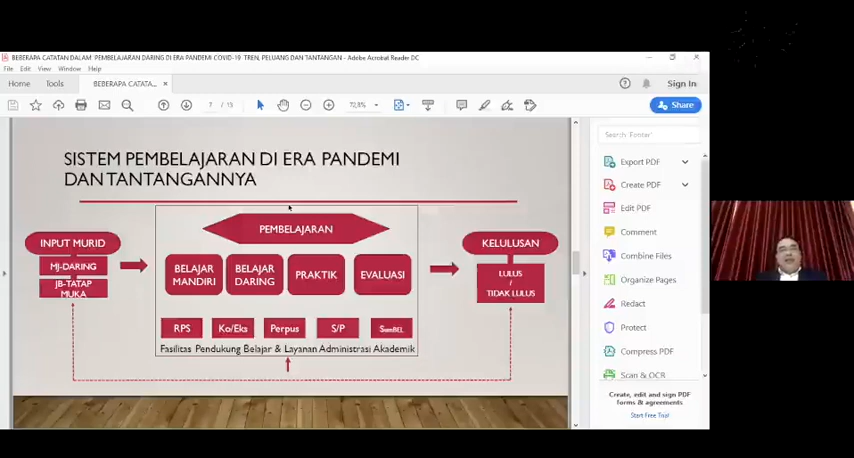 BEBERAPA CATATAN DALAM PEMBELAJARAN DARING DI ERA PANDEMI COVID-19 TREN, PELUANG DAN TANTANGAN - Adobe Acrobat Reader DC
File Edit View Window Help
Home Tools BEBERAPA CATATA... × Sign In
7 / 13 72,8% Share
SISTEM PEMBELAJARAN DI ERA PANDEMI
DAN TANTANGANNYA
INPUT MURID
MJ-DARING
JB-TATAP
MUKA
PEMBELAJARAN
BELAJAR
MANDIRI
BELAJAR
DARING
PRAKTIK
EVALUASI
RPS Ko/Eks Perpus S/P SumBEL
Fasilitas Pendukung Belajar & Layanan Administrasi Akademik
KELULUSAN
LULUS
/
TIDAK LULUS
Export PDF
Create PDF
Edit PDF
Comment
Combine Files
Organize Pages
Redact
Protect
Compress PDF
Scan & OCR
Create, edit and sign PDF
forms & agreements
Start Free Trial